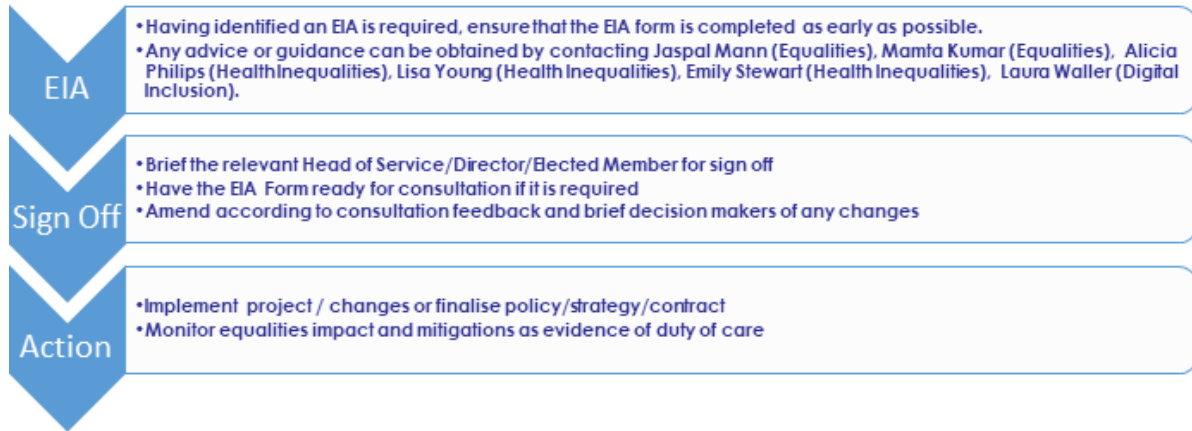 EIA
•Having identified an EIA is required, ensure that the EIA form is completed as early as possible.
•Any advice or guidance can be obtained by contacting Jaspal Mann (Equalities), Mamta Kumar (Equalities), Alicia
Philips (Health Inequalities), Lisa Young (Health Inequalities), Emily Stewart (Health Inequalities), Laura Waller (Digital
Inclusion).
Sign Off
•Brief the relevant Head of Service/Director/Elected Member for sign off
•Have the EIA Form ready for consultation if it is required
•Amend according to consultation feedback and brief decision makers of any changes
Action
•Implement project / changes or finalise policy/strategy/contract
•Monitor equalities impact and mitigations as evidence of duty of care